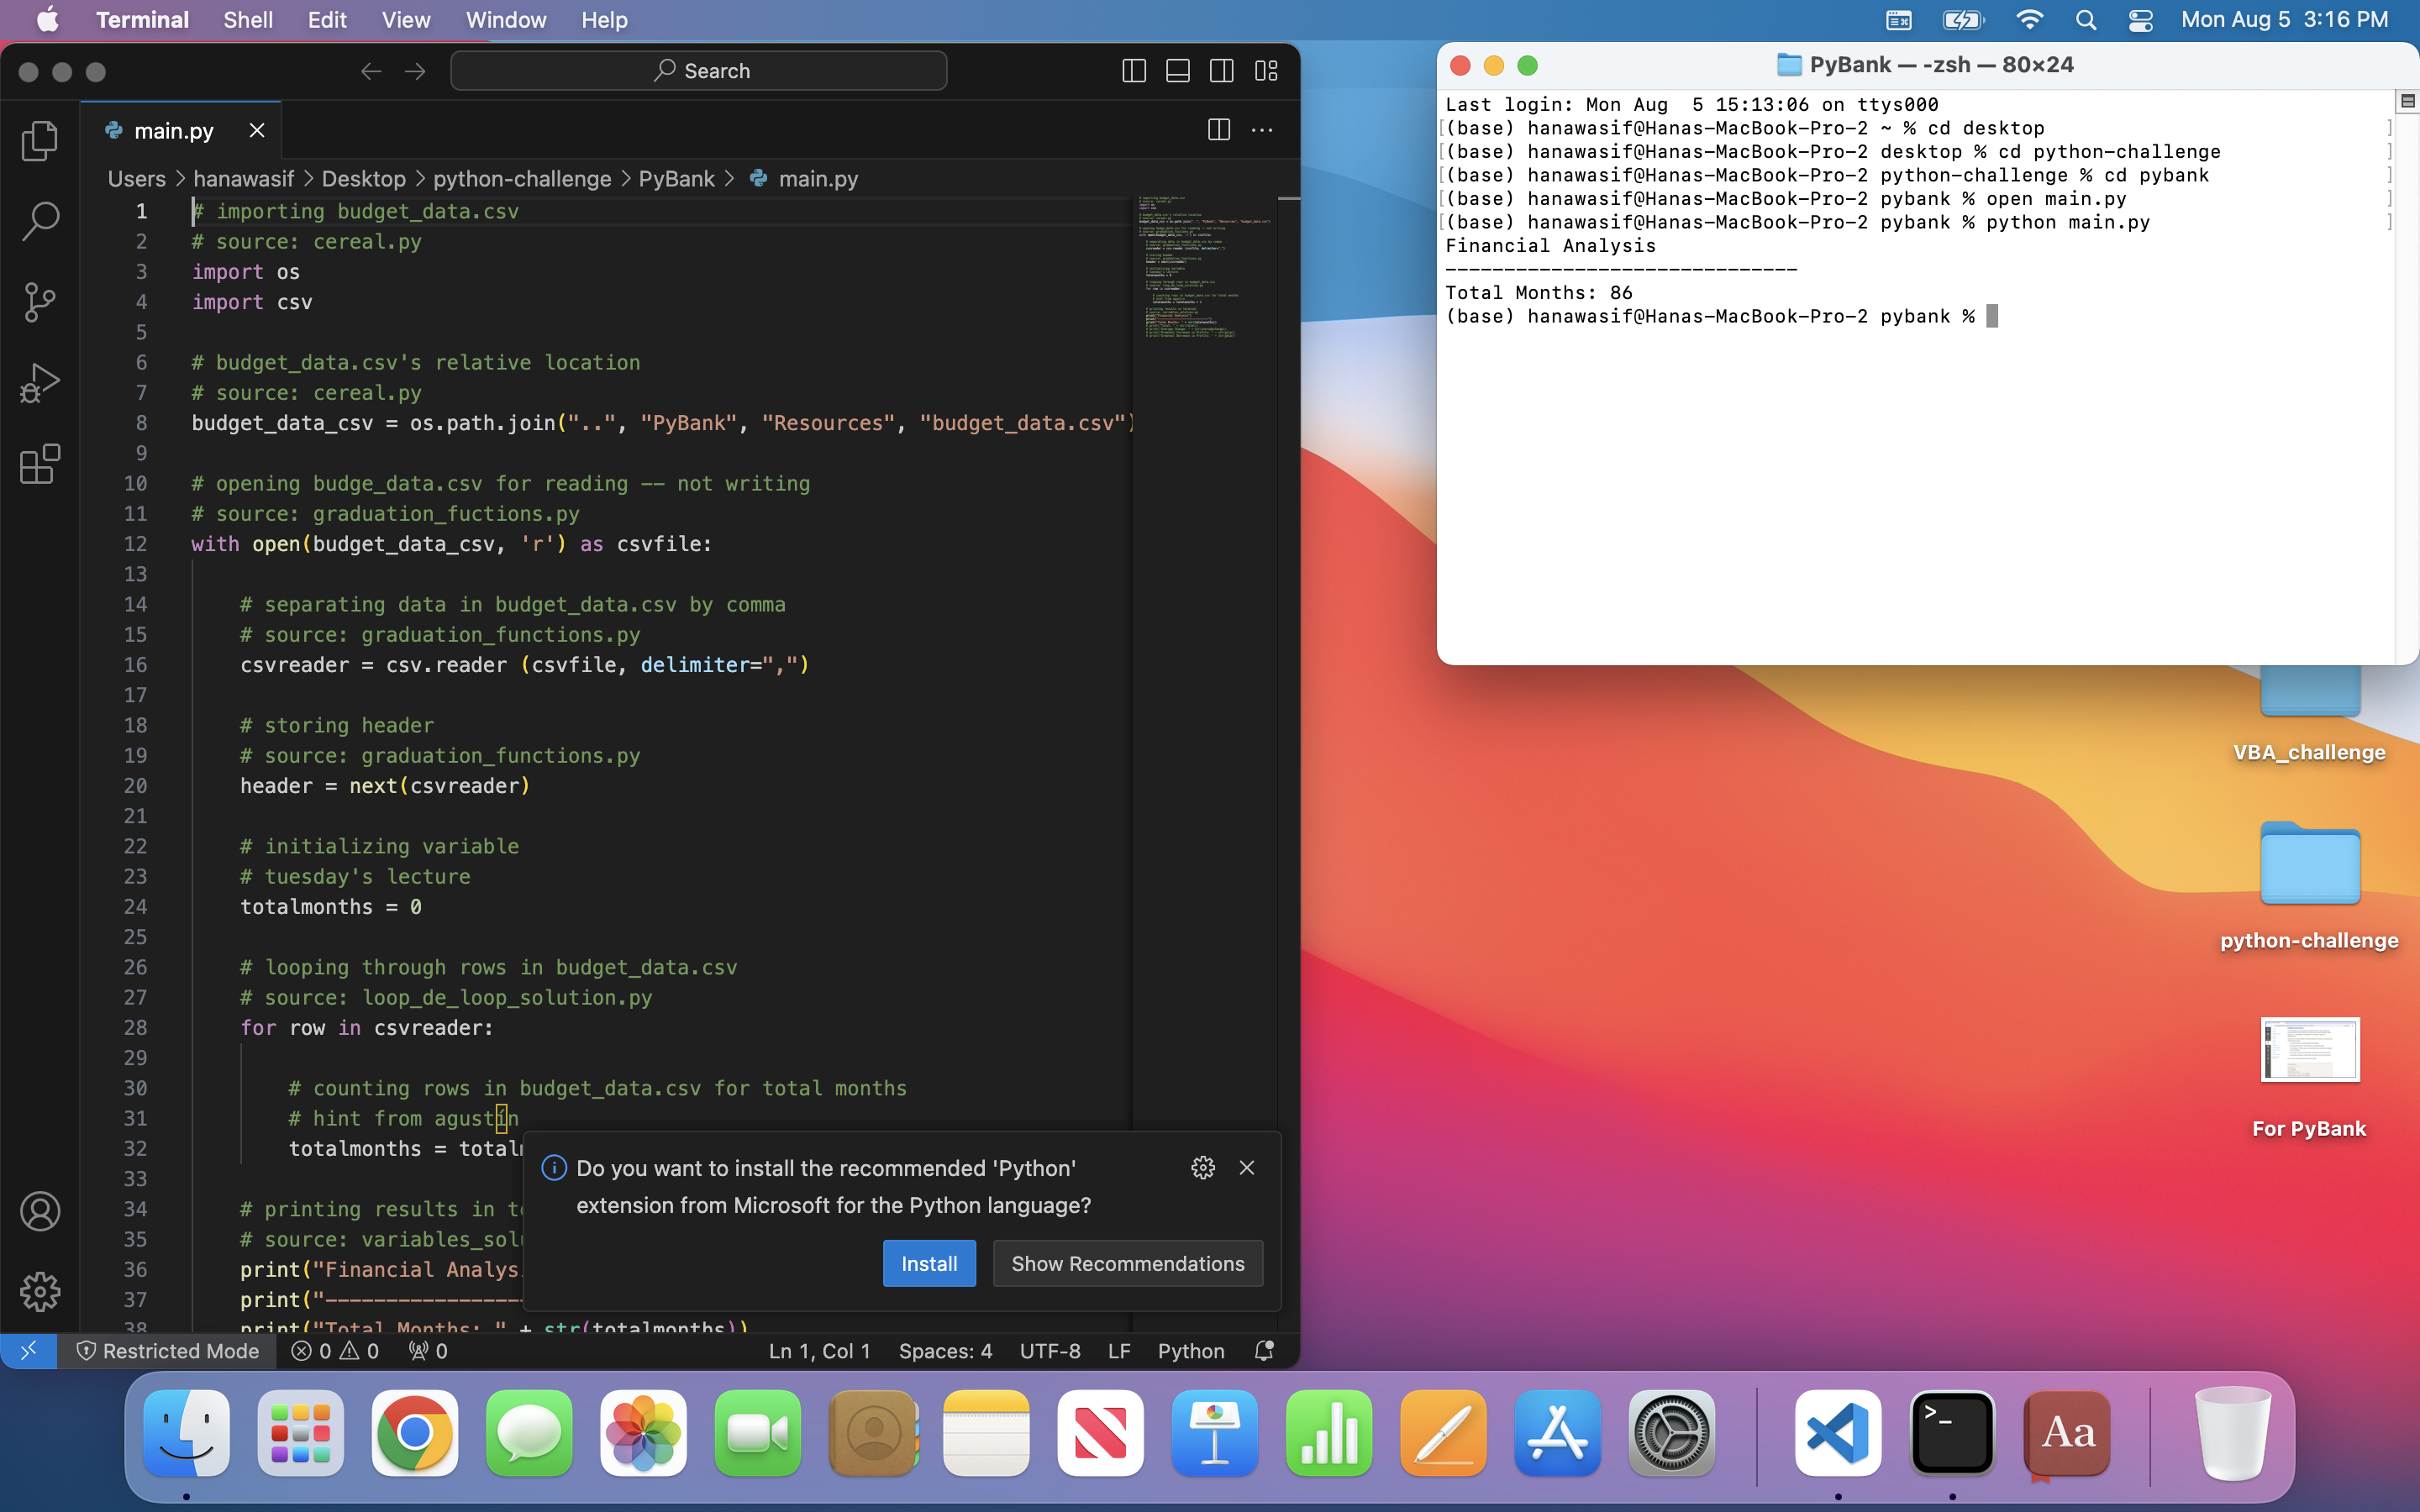 Terminal Shell Edit View Window Help
Mon Aug 5 3:16 PM
Search
main.py
Users > hanawasif > Desktop > python-challenge > PyBank > main.py
1 # importing budget_data.csv
2 # source: cereal.py
3 import os
4 import csv
5
6 # budget_data.csv's relative location
7 # source: cereal.py
8 budget_data_csv = os.path.join("..", "PyBank", "Resources", "budget_data.csv")
9
10 # opening budge_data.csv for reading -- not writing
11 # source: graduation_fuctions.py
12 with open(budget_data_csv, 'r') as csvfile:
13
14 # separating data in budget_data.csv by comma
15 # source: graduation_functions.py
16 csvreader = csv.reader (csvfile, delimiter=",")
17
18 # storing header
19 # source: graduation_functions.py
20 header = next(csvreader)
21
22 # initializing variable
23 # tuesday's lecture
24 totalmonths = 0
25
26 # looping through rows in budget_data.csv
27 # source: loop_de_loop_solution.py
28 for row in csvreader:
29
30 # counting rows in budget_data.csv for total months
31 # hint from agustín
32 totalmonths = total
33
34 # printing results in t
35 # source: variables_sol
36 print("Financial Analys
37 print("----------------
38 print("Total Months: " + str(totalmonths))
Do you want to install the recommended 'Python'
extension from Microsoft for the Python language?
Install Show Recommendations
Restricted Mode 0 0 0 Ln 1, Col 1 Spaces: 4 UTF-8 LF Python
PyBank — -zsh — 80×24
Last login: Mon Aug  5 15:13:06 on ttys000
[(base) hanawasif@Hanas-MacBook-Pro-2 ~ % cd desktop ]
[(base) hanawasif@Hanas-MacBook-Pro-2 desktop % cd python-challenge ]
[(base) hanawasif@Hanas-MacBook-Pro-2 python-challenge % cd pybank ]
[(base) hanawasif@Hanas-MacBook-Pro-2 pybank % open main.py ]
[(base) hanawasif@Hanas-MacBook-Pro-2 pybank % python main.py ]
Financial Analysis
------------------------------
Total Months: 86
(base) hanawasif@Hanas-MacBook-Pro-2 pybank %
VBA_challenge
python-challenge
For PyBank
>_
Aa